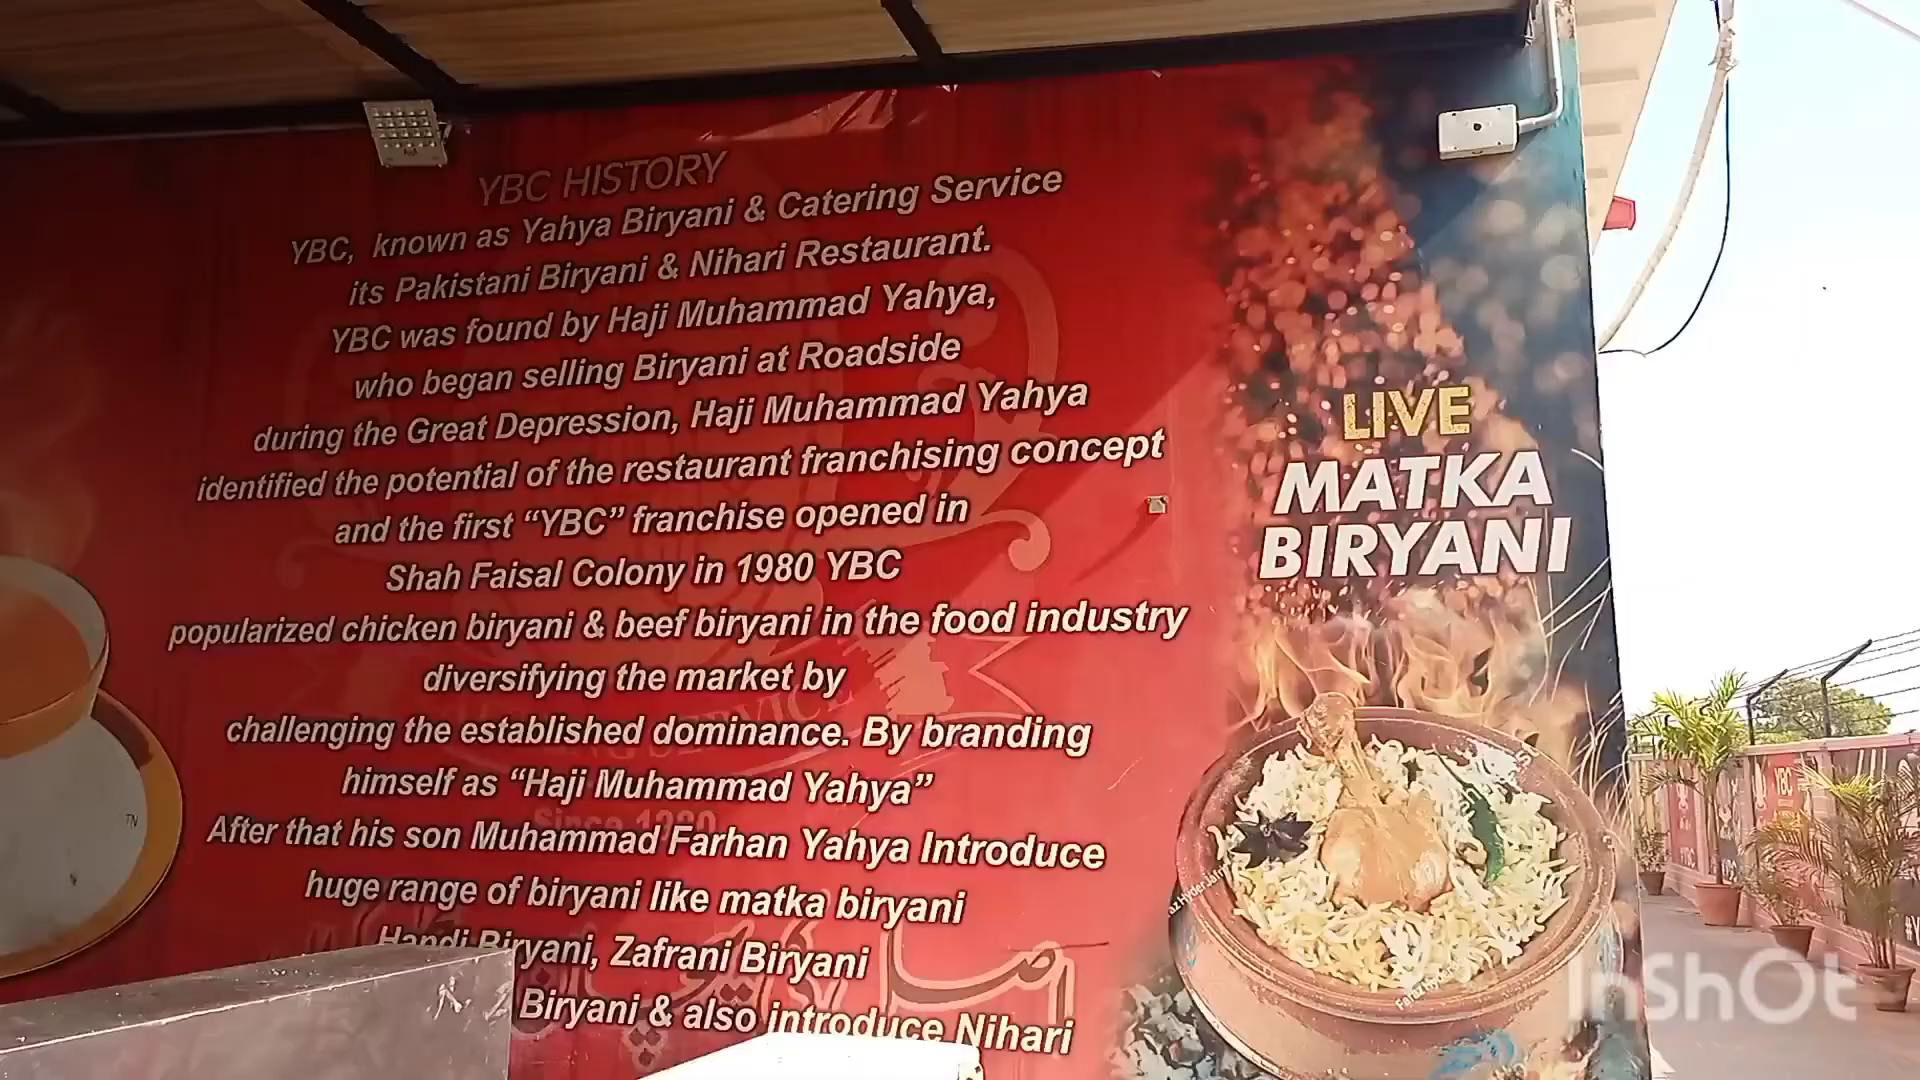 YBC HISTORY
YBC, known as Yahya Biryani & Catering Service
its Pakistani Biryani & Nihari Restaurant.
YBC was found by Haji Muhammad Yahya,
who began selling Biryani at Roadside
during the Great Depression, Haji Muhammad Yahya
identified the potential of the restaurant franchising concept
and the first “YBC” franchise opened in
Shah Faisal Colony in 1980 YBC
popularized chicken biryani & beef biryani in the food industry
diversifying the market by
challenging the established dominance. By branding
himself as “Haji Muhammad Yahya”
Since 1980
After that his son Muhammad Farhan Yahya Introduce
huge range of biryani like matka biryani
Handi Biryani, Zafrani Biryani
Biryani & also introduce Nihari
LIVE
MATKA
BIRYANI
YBC
InShOt